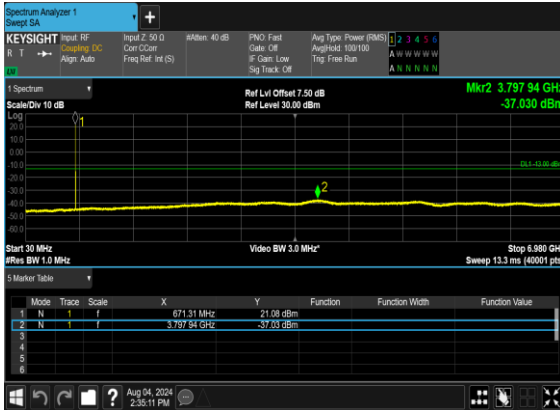 Spectrum Analyzer 1
Swept SA
+
KEYSIGHT Input: RF Input Z: 50 Ω #Atten: 40 dB PNO: Fast Avg Type: Power (RMS) 1 2 3 4 5 6
R T Coupling: DC Corr CCorr Gate: Off Avg|Hold: 100/100 A W W W W W
Align: Auto Freq Ref: Int (S) IF Gain: Low Trig: Free Run
Sig Track: Off A N N N N N
1 Spectrum
Scale/Div 10 dB
Ref Lvl Offset 7.50 dB
Ref Level 30.00 dBm
Mkr2 3.797 94 GHz
-37.030 dBm
Log
20.0
10.0
0.00
-10.0
-20.0
-30.0
-40.0
-50.0
-60.0
1
2
DL1 -13.00 dBm
Start 30 MHz Video BW 3.0 MHz* Stop 6.980 GHz
#Res BW 1.0 MHz Sweep 13.3 ms (40001 pts)
5 Marker Table
Mode Trace Scale X Y Function Function Width Function Value
1 N 1 f 671.31 MHz 21.08 dBm
2 N 1 f 3.797 94 GHz -37.03 dBm
3
4
5
6
? Aug 04, 2024
2:35:11 PM